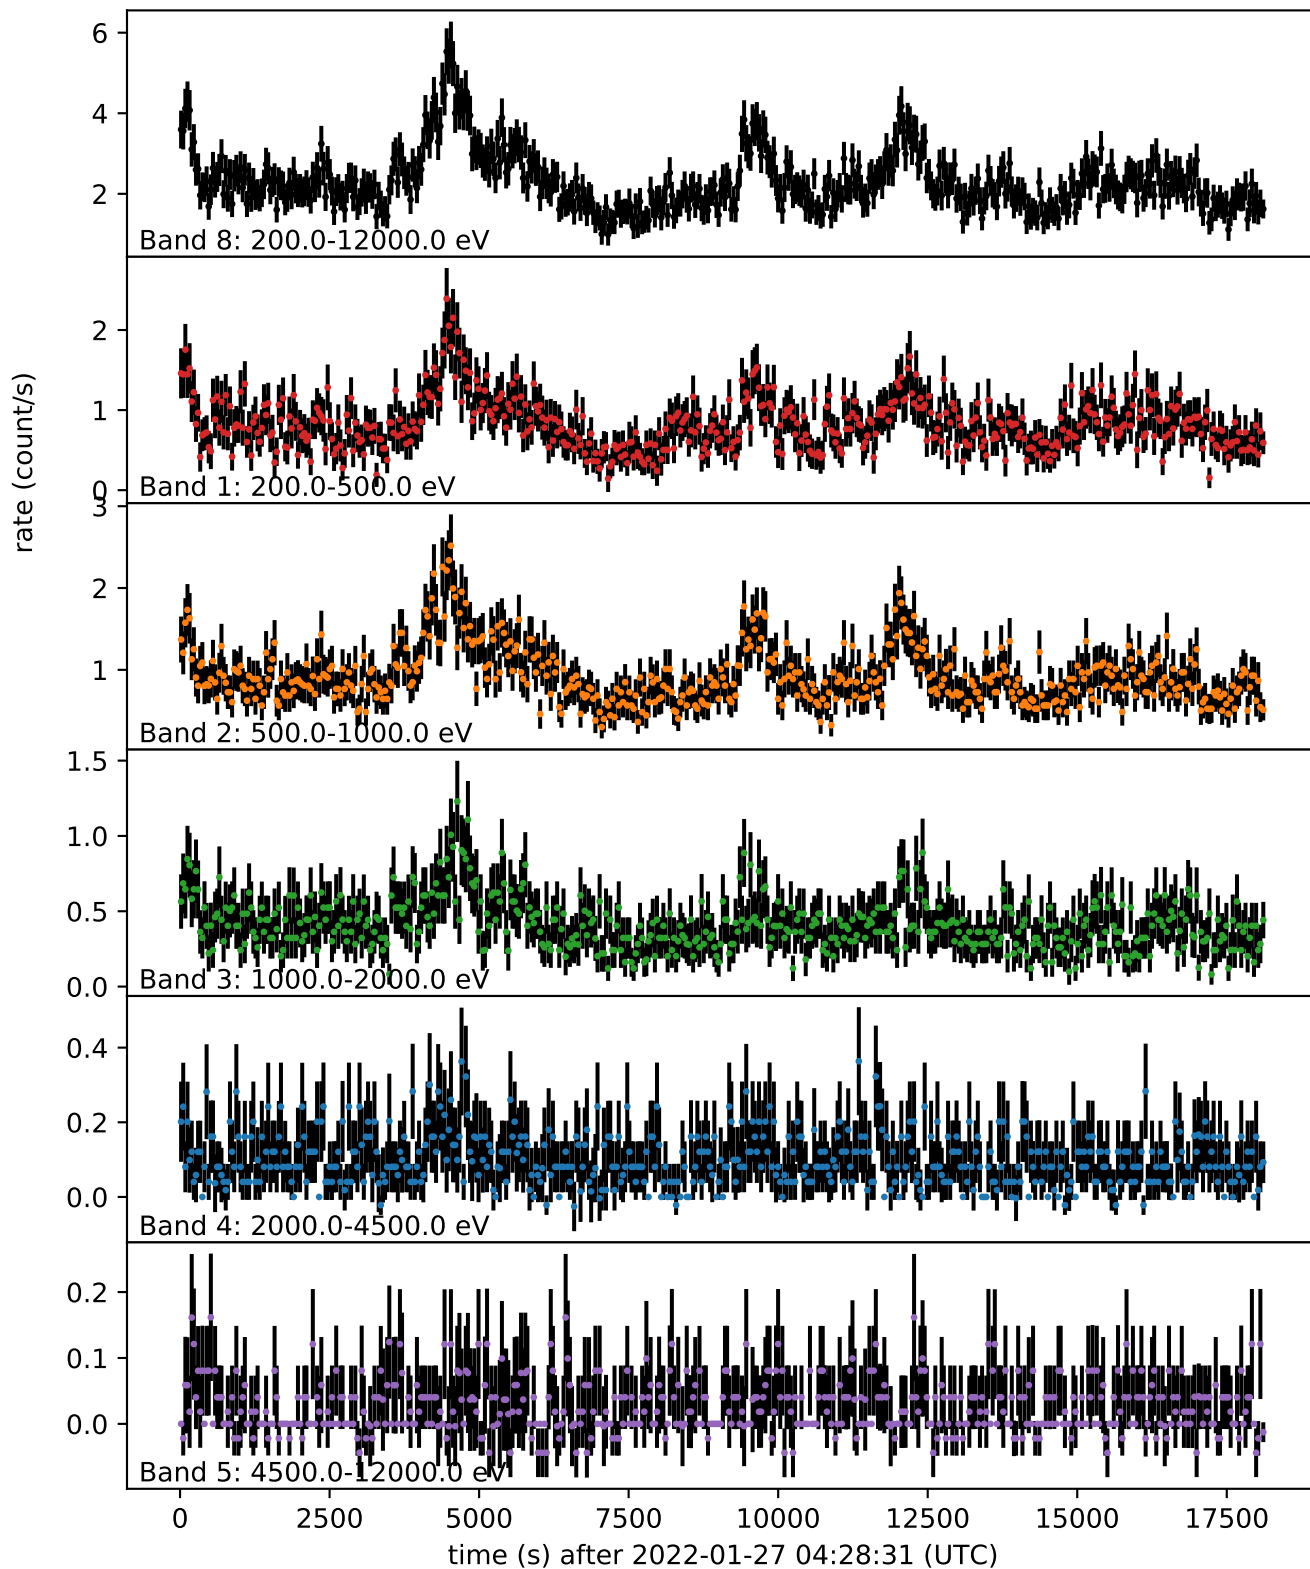 rate (count/s)
6
4
2
Band 8: 200.0-12000.0 eV
2
1
0
Band 1: 200.0-500.0 eV
3
2
1
Band 2: 500.0-1000.0 eV
1.5
1.0
0.5
0.0
Band 3: 1000.0-2000.0 eV
0.4
0.2
0.0
Band 4: 2000.0-4500.0 eV
0.2
0.1
0.0
Band 5: 4500.0-12000.0 eV
0 2500 5000 7500 10000 12500 15000 17500
time (s) after 2022-01-27 04:28:31 (UTC)